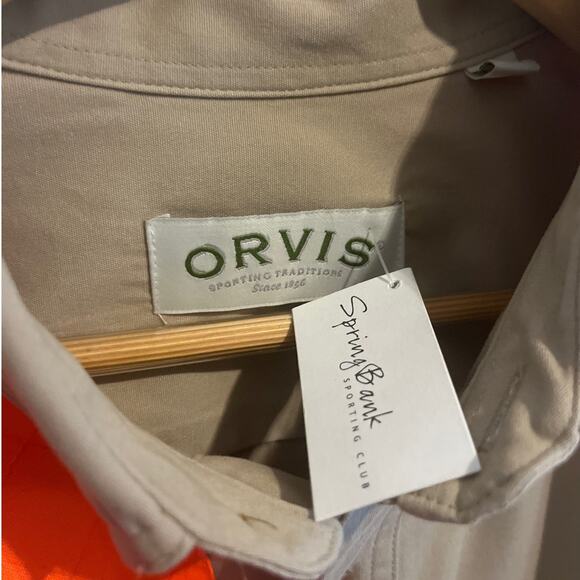 ORVIS
SPORTING TRADITIONS
Since 1856
SpringBank
SPORTING CLUB